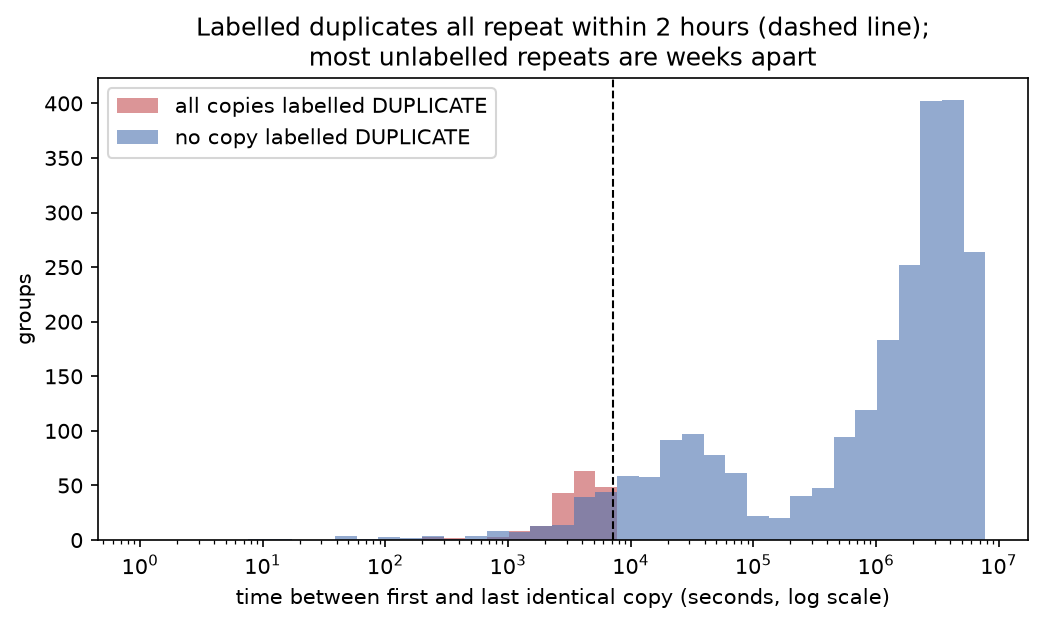 Labelled duplicates all repeat within 2 hours (dashed line);
most unlabelled repeats are weeks apart
all copies labelled DUPLICATE
no copy labelled DUPLICATE
groups
400
350
300
250
200
150
100
50
0
10⁰ 10¹ 10² 10³ 10⁴ 10⁵ 10⁶ 10⁷
time between first and last identical copy (seconds, log scale)